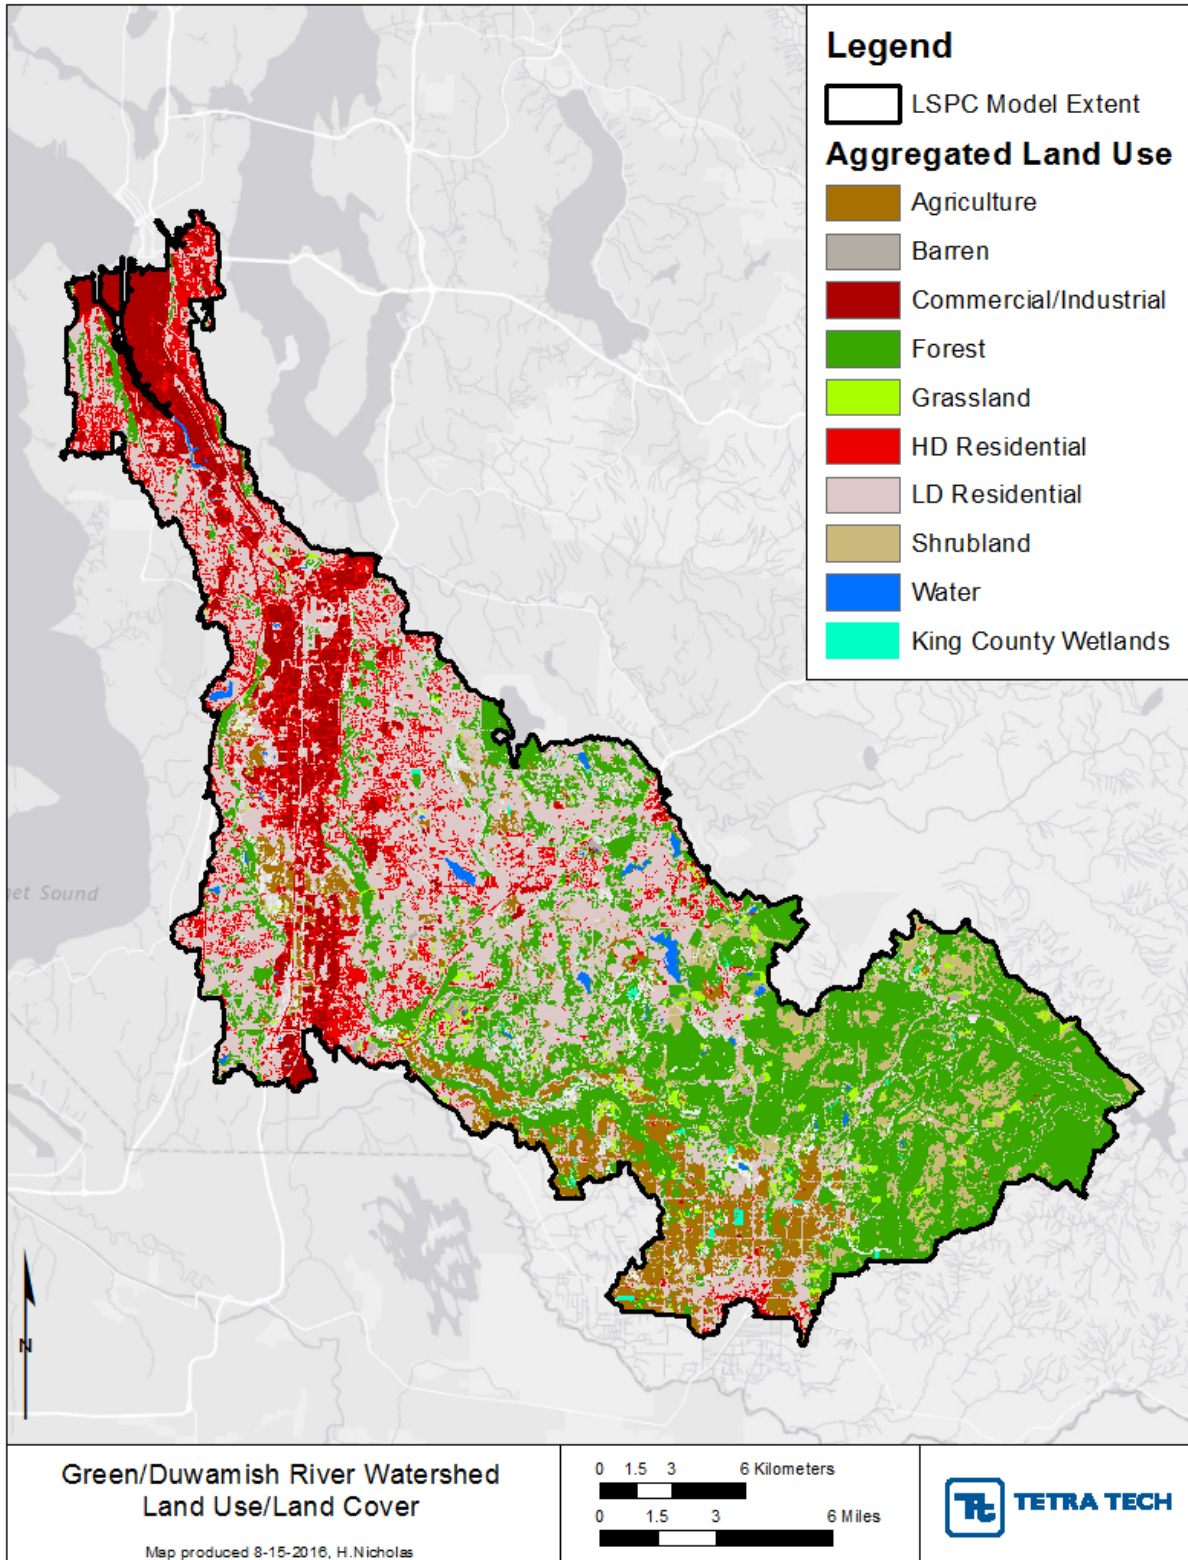 Legend
LSPC Model Extent
Aggregated Land Use
Agriculture
Barren
Commercial/Industrial
Forest
Grassland
HD Residential
LD Residential
Shrubland
Water
King County Wetlands
et Sound
N
Green/Duwamish River Watershed
Land Use/Land Cover
Map produced 8-15-2016, H.Nicholas
0 1.5 3 6 Kilometers
0 1.5 3 6 Miles
Tt TETRA TECH